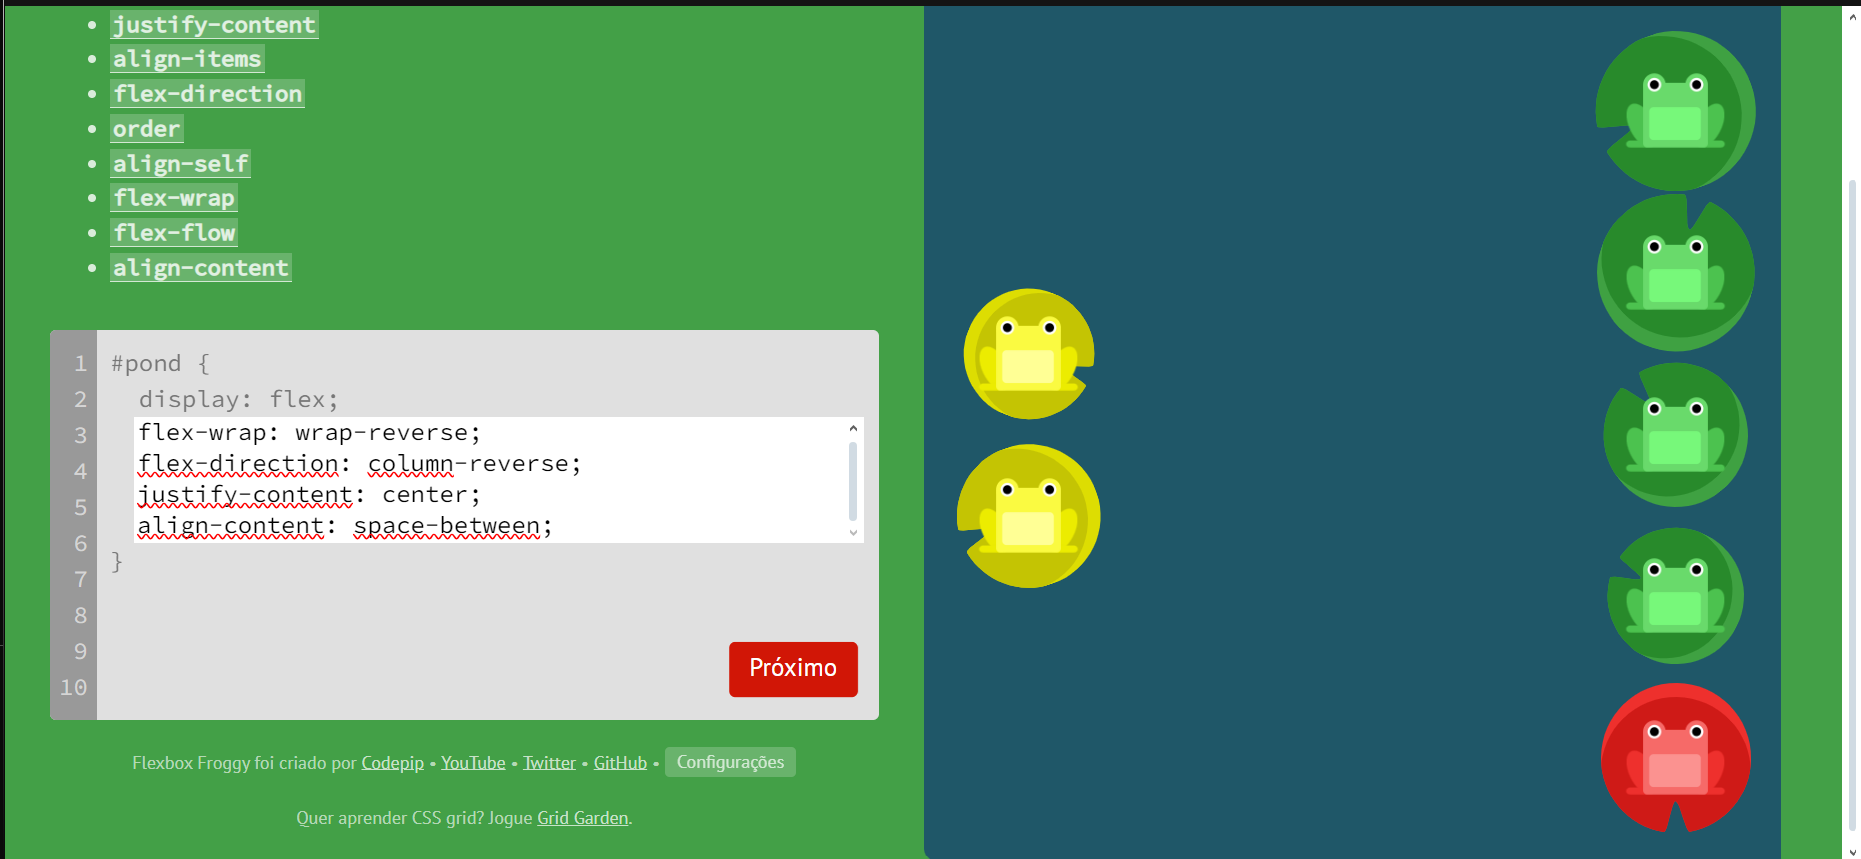 justify-content
align-items
flex-direction
order
align-self
flex-wrap
flex-flow
align-content
1 #pond {
2 display: flex;
3 flex-wrap: wrap-reverse;
4 flex-direction: column-reverse;
5 justify-content: center;
6 align-content: space-between;
7 }
8
9
10
Próximo
Flexbox Froggy foi criado por Codepip • YouTube • Twitter • GitHub • Configurações
Quer aprender CSS grid? Jogue Grid Garden.